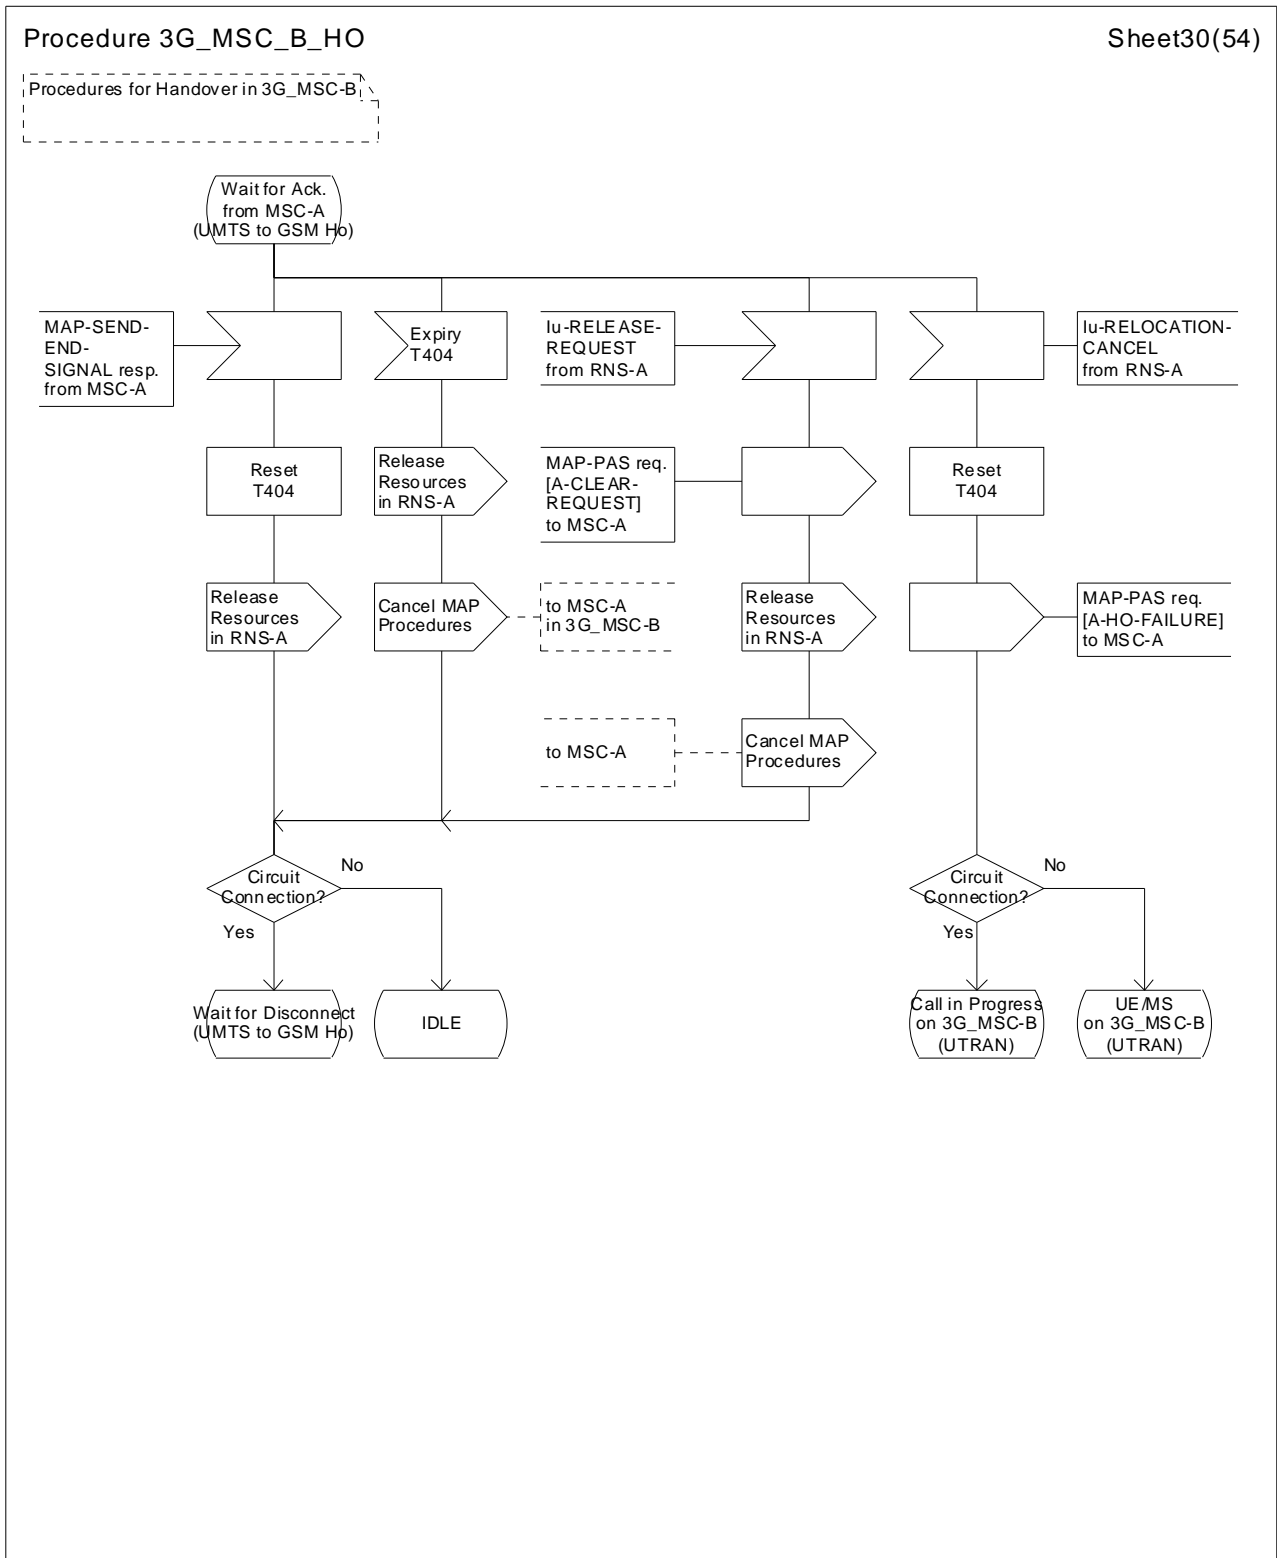 Procedure 3G_MSC_B_HO
Sheet30(54)
Procedures for Handover in 3G_MSC-B
Wait for Ack.
from MSC-A
(UMTS to GSM Ho)
MAP-SEND-
END-
SIGNAL resp.
from MSC-A
Expiry
T404
Iu-RELEASE-
REQUEST
from RNS-A
Iu-RELOCATION-
CANCEL
from RNS-A
Reset
T404
Release
Resources
in RNS-A
MAP-PAS req.
[A-CLEAR-
REQUEST]
to MSC-A
Reset
T404
Release
Resources
in RNS-A
Cancel MAP
Procedures
to MSC-A
in 3G_MSC-B
Release
Resources
in RNS-A
MAP-PAS req.
[A-HO-FAILURE]
to MSC-A
to MSC-A
Cancel MAP
Procedures
Circuit
Connection?
No
Yes
Circuit
Connection?
No
Yes
Wait for Disconnect
(UMTS to GSM Ho)
IDLE
Call in Progress
on 3G_MSC-B
(UTRAN)
UE/MS
on 3G_MSC-B
(UTRAN)